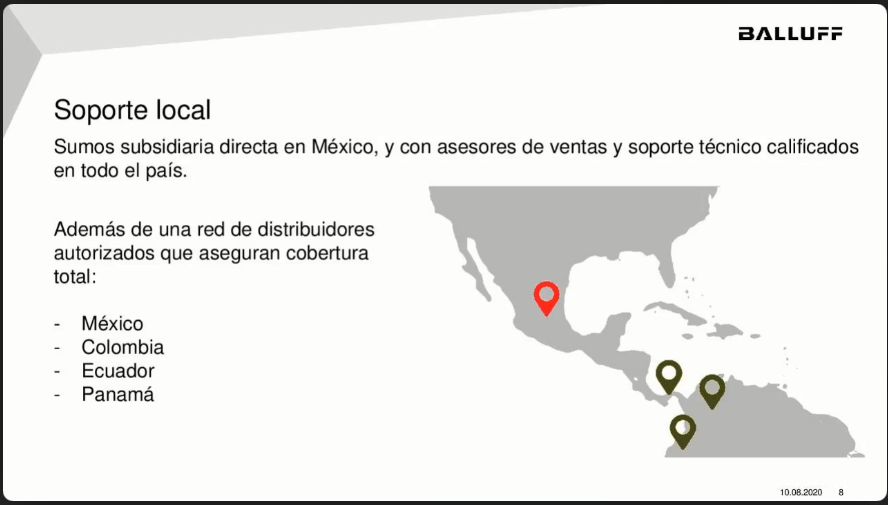 BALLUFF
Soporte local
Sumos subsidiaria directa en México, y con asesores de ventas y soporte técnico calificados
en todo el país.
Además de una red de distribuidores
autorizados que aseguran cobertura
total:
- México
- Colombia
- Ecuador
- Panamá
10.08.2020 8